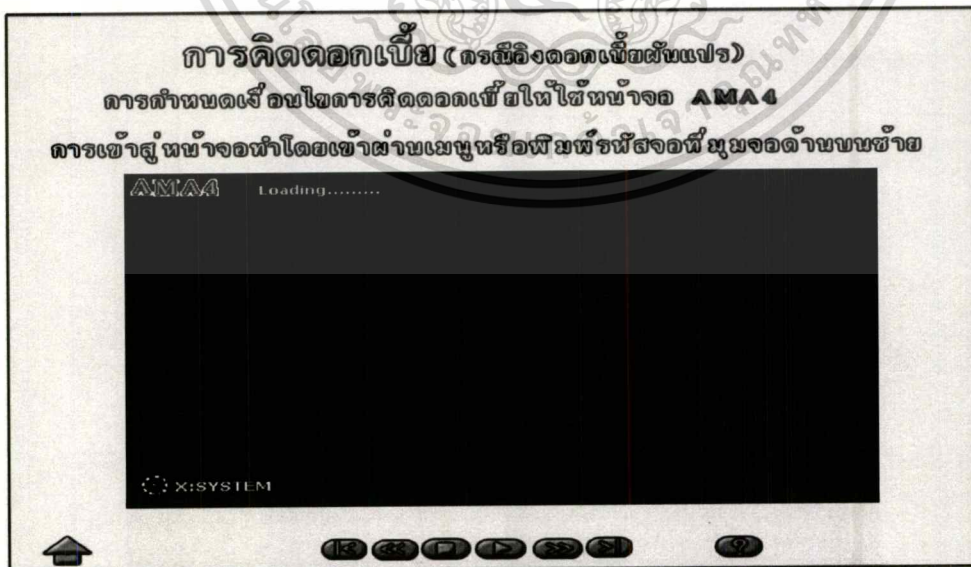 การคิดดอกเบี้ย (กรณีอิงดอกเบี้ยผันแปร)
การกำหนดเงื่อนไขการคิดดอกเบี้ยให้ใช้หน้าจอ AMA4
การเข้าสู่หน้าจอทำโดยเข้าผ่านเมนูหรือพิมพ์รหัสจอที่มุมจอด้านบนซ้าย
AMA4 Loading.........
X:SYSTEM